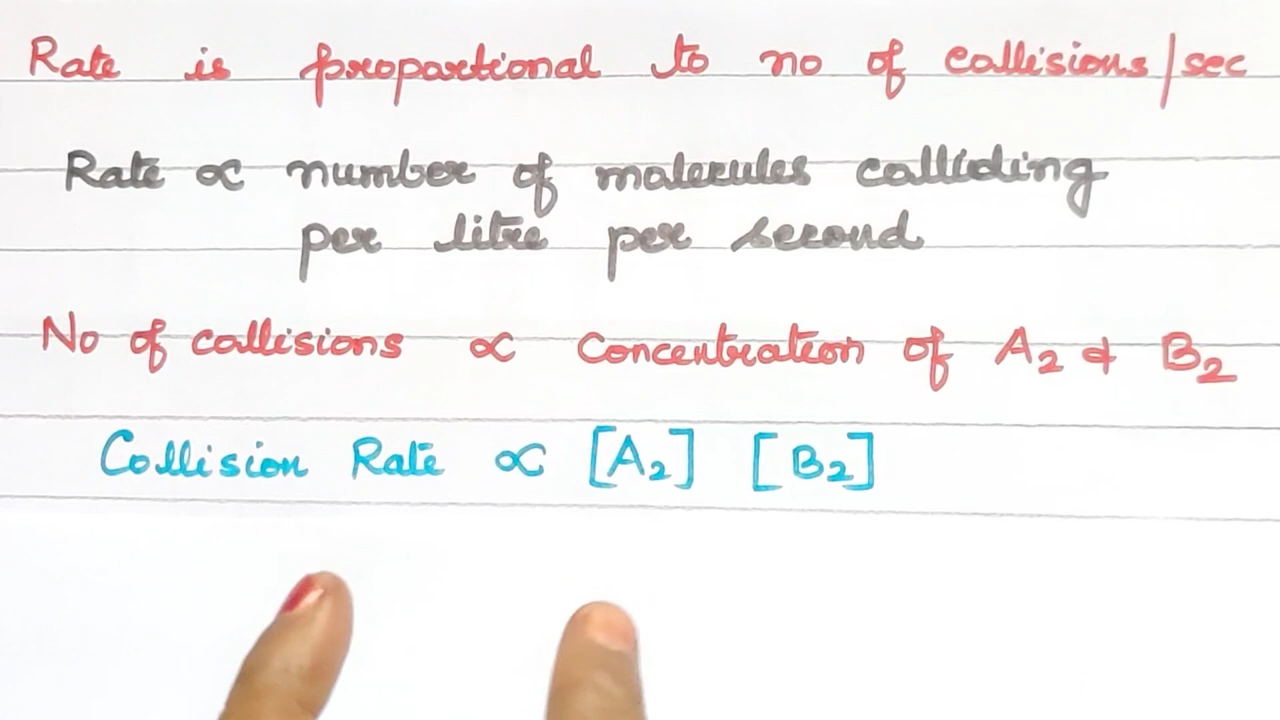 Rate is proportional to no of collisions/sec
Rate ∝ number of molecules colliding
per litre per second
No of collisions ∝ Concentration of A₂ & B₂
Collision Rate ∝ [A₂] [B₂]